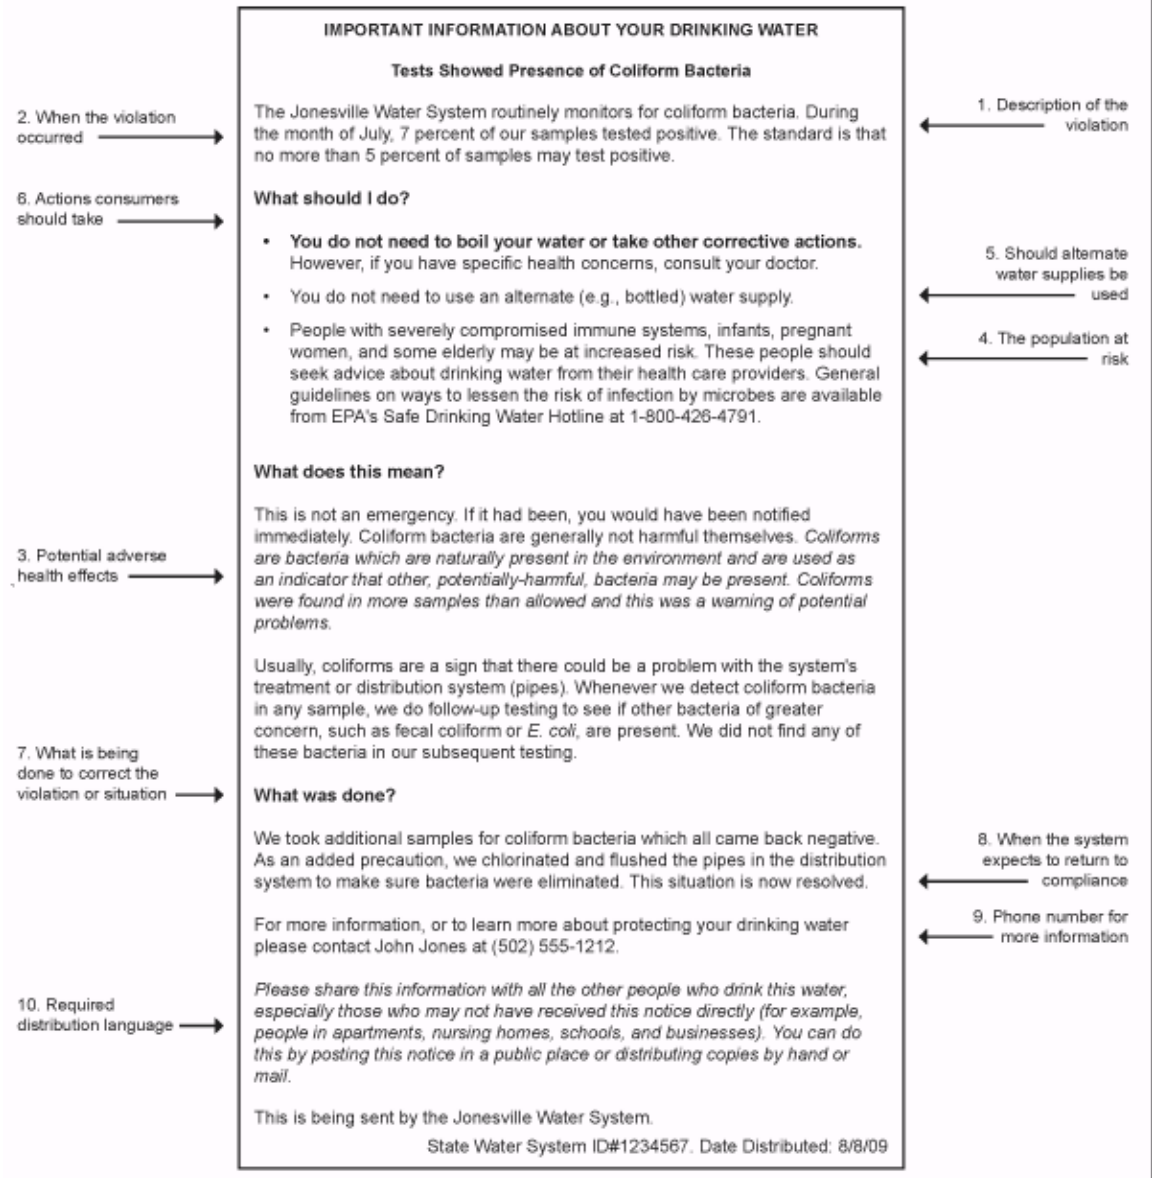 IMPORTANT INFORMATION ABOUT YOUR DRINKING WATER
Tests Showed Presence of Coliform Bacteria
2. When the violation
occurred
The Jonesville Water System routinely monitors for coliform bacteria. During
the month of July, 7 percent of our samples tested positive. The standard is that
no more than 5 percent of samples may test positive.
1. Description of the
violation
6. Actions consumers
should take
What should I do?
• You do not need to boil your water or take other corrective actions.
However, if you have specific health concerns, consult your doctor.
• You do not need to use an alternate (e.g., bottled) water supply.
5. Should alternate
water supplies be
used
• People with severely compromised immune systems, infants, pregnant
women, and some elderly may be at increased risk. These people should
seek advice about drinking water from their health care providers. General
guidelines on ways to lessen the risk of infection by microbes are available
from EPA's Safe Drinking Water Hotline at 1-800-426-4791.
4. The population at
risk
What does this mean?
3. Potential adverse
health effects
This is not an emergency. If it had been, you would have been notified
immediately. Coliform bacteria are generally not harmful themselves. Coliforms
are bacteria which are naturally present in the environment and are used as
an indicator that other, potentially-harmful, bacteria may be present. Coliforms
were found in more samples than allowed and this was a warning of potential
problems.
Usually, coliforms are a sign that there could be a problem with the system's
treatment or distribution system (pipes). Whenever we detect coliform bacteria
in any sample, we do follow-up testing to see if other bacteria of greater
concern, such as fecal coliform or E. coli, are present. We did not find any of
these bacteria in our subsequent testing.
7. What is being
done to correct the
violation or situation
What was done?
We took additional samples for coliform bacteria which all came back negative.
As an added precaution, we chlorinated and flushed the pipes in the distribution
system to make sure bacteria were eliminated. This situation is now resolved.
8. When the system
expects to return to
compliance
For more information, or to learn more about protecting your drinking water
please contact John Jones at (502) 555-1212.
9. Phone number for
more information
10. Required
distribution language
Please share this information with all the other people who drink this water,
especially those who may not have received this notice directly (for example,
people in apartments, nursing homes, schools, and businesses). You can do
this by posting this notice in a public place or distributing copies by hand or
mail.
This is being sent by the Jonesville Water System.
State Water System ID#1234567. Date Distributed: 8/8/09